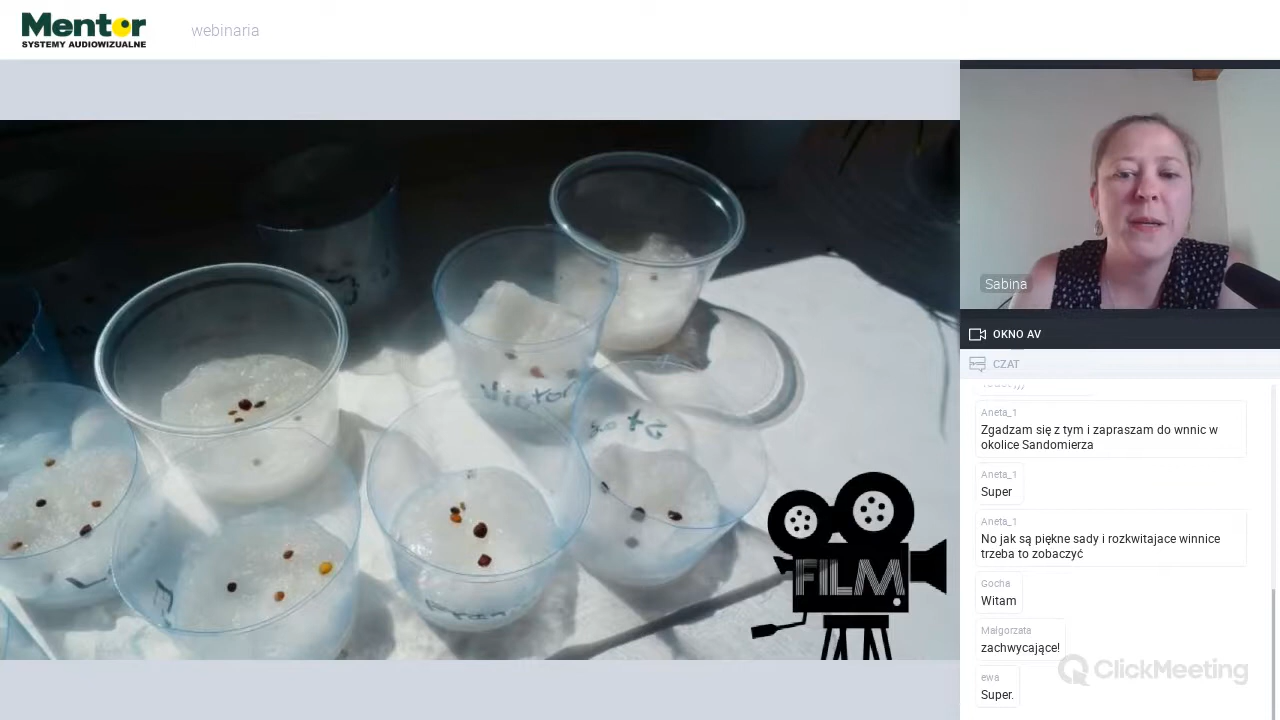 Mentor
SYSTEMY AUDIOWIZUALNE
webinaria
Victor
FILM
Sabina
OKNO AV
CZAT
Aneta_1
Zgadzam się z tym i zapraszam do wnnic w
okolice Sandomierza
Aneta_1
Super
Aneta_1
No jak są piękne sady i rozkwitajace winnice
trzeba to zobaczyć
Gocha
Witam
Małgorzata
zachwycające!
ewa
Super.
ClickMeeting